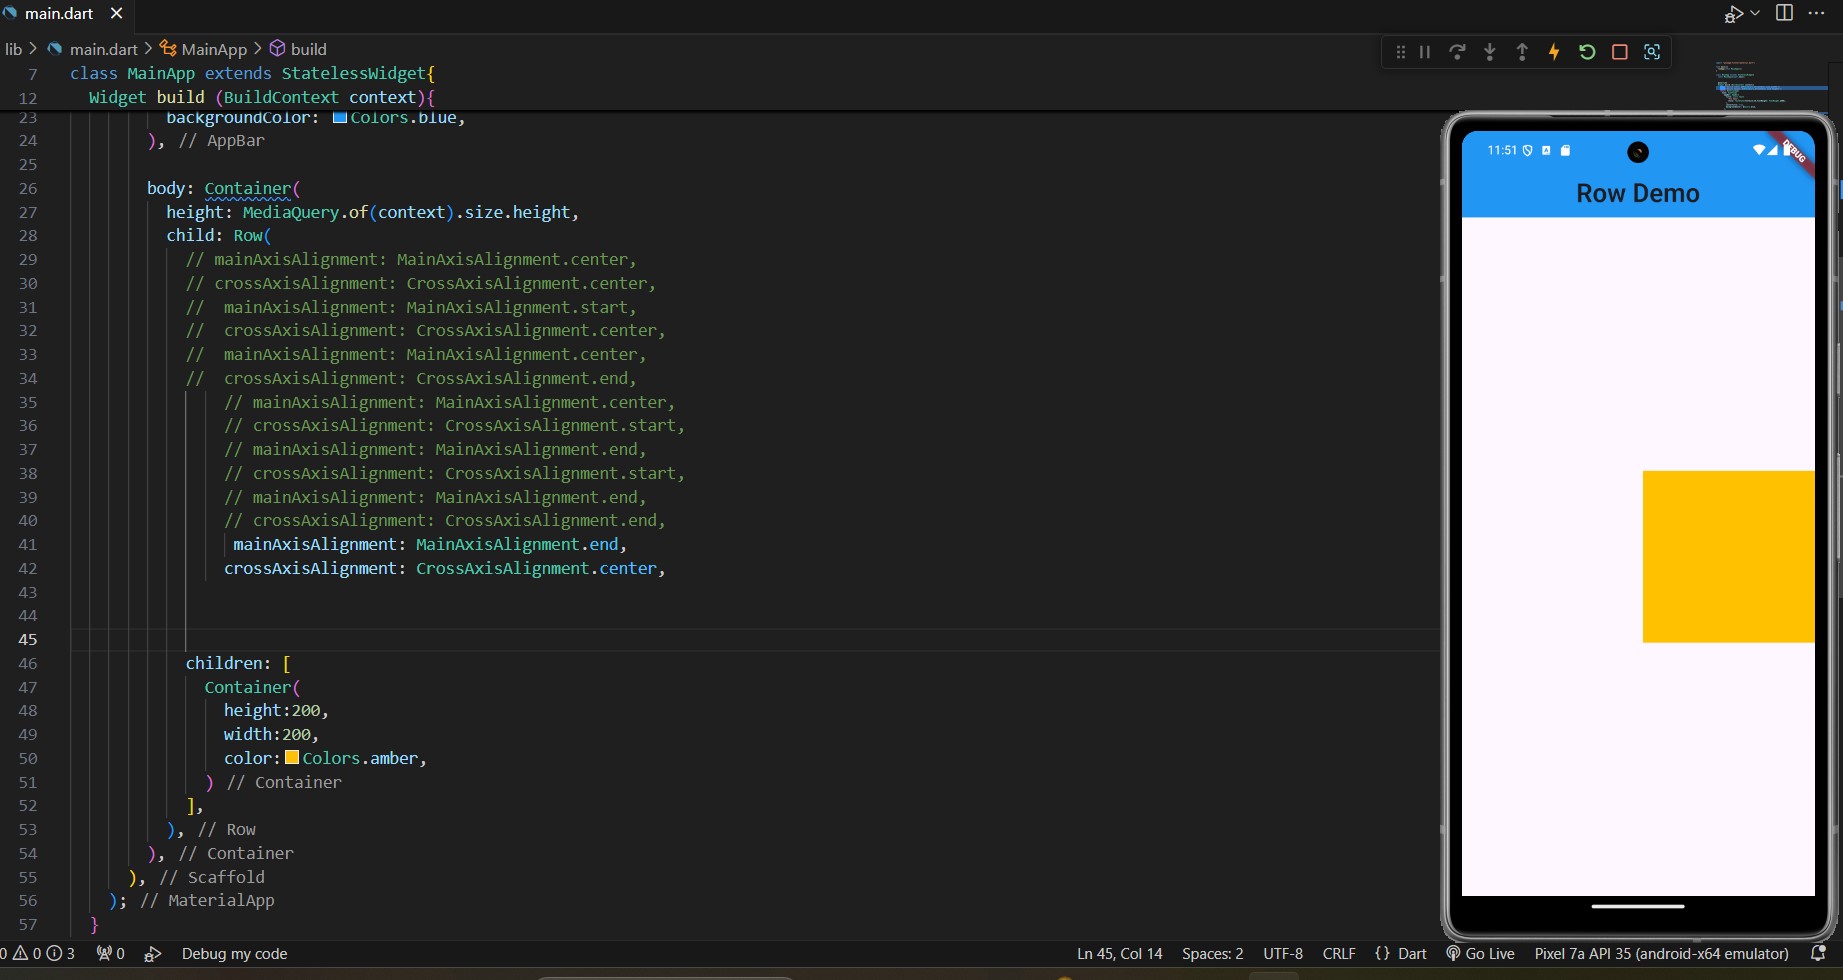 main.dart
lib > main.dart > MainApp > build
7 class MainApp extends StatelessWidget{
12 Widget build (BuildContext context){
23 backgroundColor: Colors.blue,
24 ), // AppBar
25
26 body: Container(
27 height: MediaQuery.of(context).size.height,
28 child: Row(
29 // mainAxisAlignment: MainAxisAlignment.center,
30 // crossAxisAlignment: CrossAxisAlignment.center,
31 //  mainAxisAlignment: MainAxisAlignment.start,
32 //  crossAxisAlignment: CrossAxisAlignment.center,
33 //  mainAxisAlignment: MainAxisAlignment.center,
34 //  crossAxisAlignment: CrossAxisAlignment.end,
35 // mainAxisAlignment: MainAxisAlignment.center,
36 // crossAxisAlignment: CrossAxisAlignment.start,
37 // mainAxisAlignment: MainAxisAlignment.end,
38 // crossAxisAlignment: CrossAxisAlignment.start,
39 // mainAxisAlignment: MainAxisAlignment.end,
40 // crossAxisAlignment: CrossAxisAlignment.end,
41 mainAxisAlignment: MainAxisAlignment.end,
42 crossAxisAlignment: CrossAxisAlignment.center,
43
44
45
46 children: [
47 Container(
48 height:200,
49 width:200,
50 color: Colors.amber,
51 ) // Container
52 ],
53 ), // Row
54 ), // Container
55 ), // Scaffold
56 ); // MaterialApp
57 }
11:51
DEBUG
Row Demo
0 0 3 0 Debug my code Ln 45, Col 14 Spaces: 2 UTF-8 CRLF {} Dart Go Live Pixel 7a API 35 (android-x64 emulator)